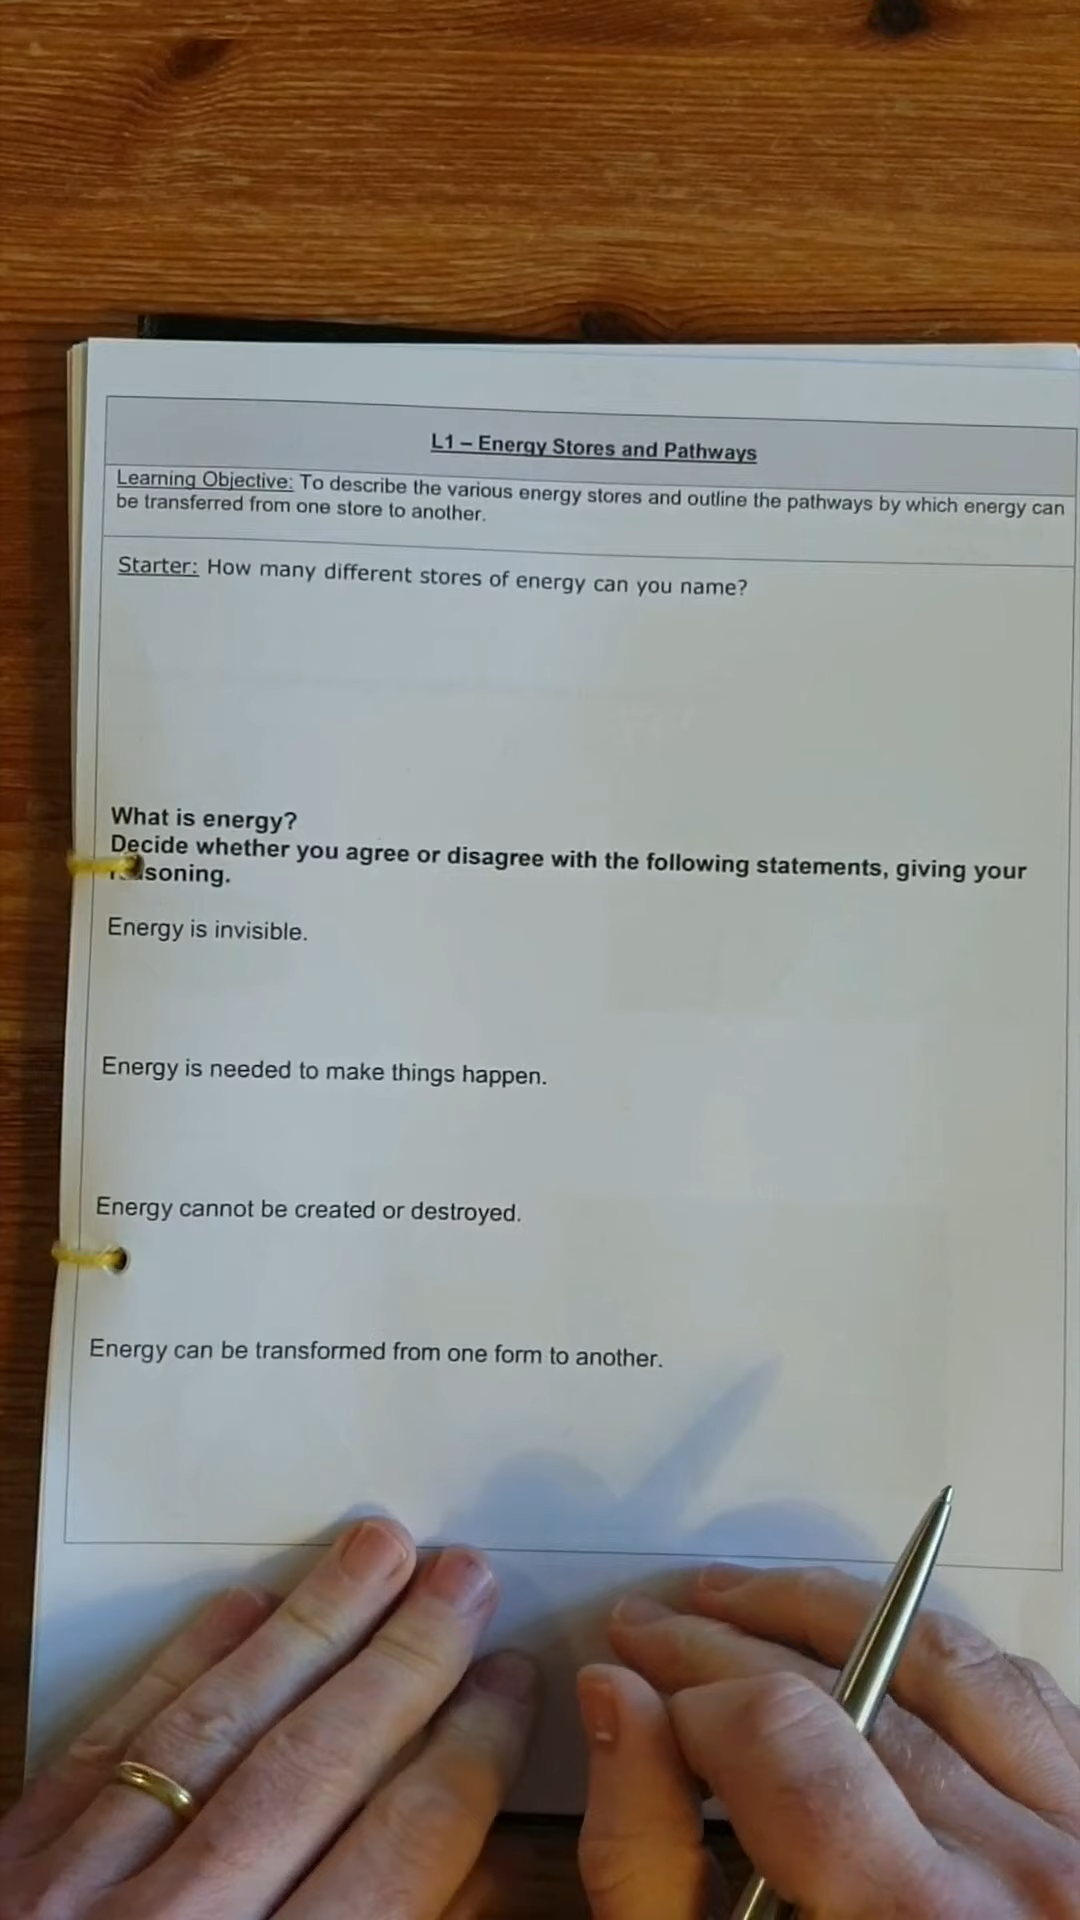 L1 – Energy Stores and Pathways
Learning Objective: To describe the various energy stores and outline the pathways by which energy can
be transferred from one store to another.
Starter: How many different stores of energy can you name?
What is energy?
Decide whether you agree or disagree with the following statements, giving your
reasoning.
Energy is invisible.
Energy is needed to make things happen.
Energy cannot be created or destroyed.
Energy can be transformed from one form to another.